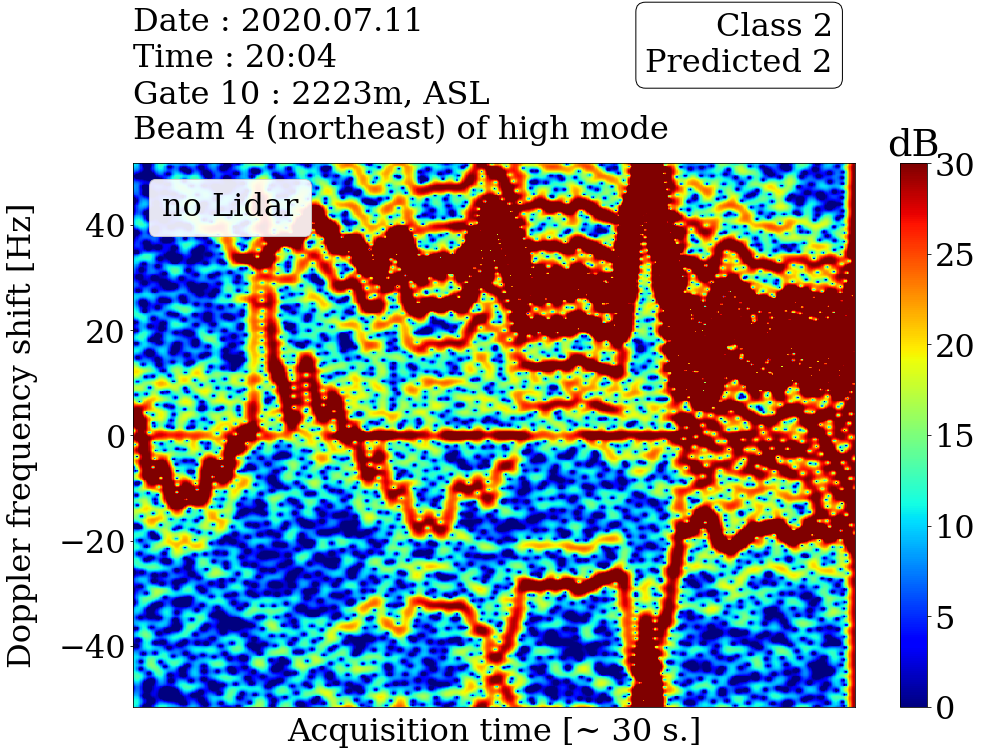 Date : 2020.07.11
Time : 20:04
Gate 10 : 2223m, ASL
Beam 4 (northeast) of high mode
Class 2
Predicted 2
dB
no Lidar
Doppler frequency shift [Hz]
40
20
0
−20
−40
30
25
20
15
10
5
0
Acquisition time [~ 30 s.]